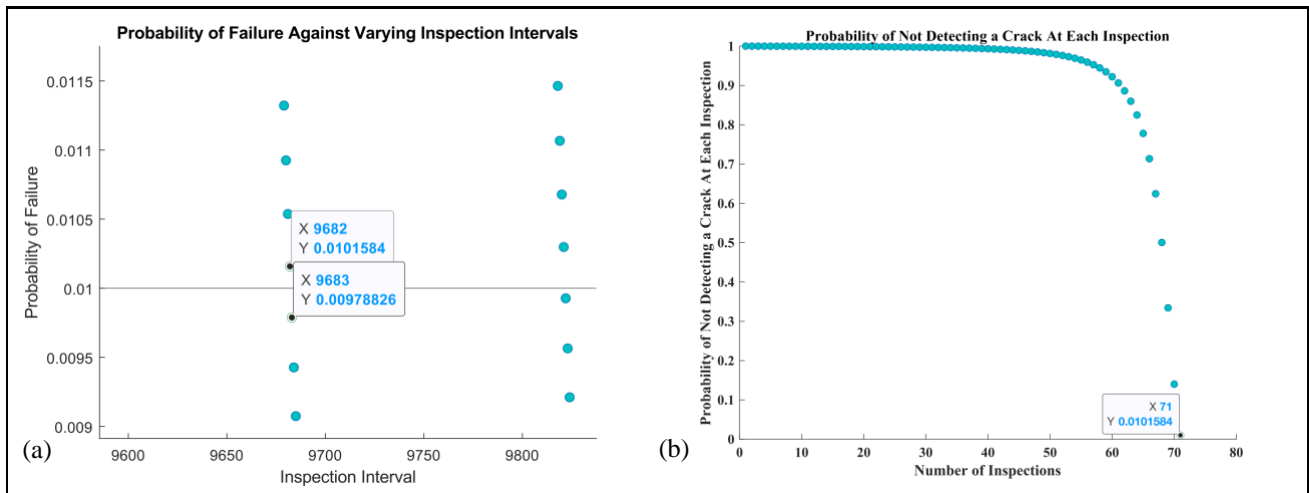 Probability of Failure Against Varying Inspection Intervals
0.0115
0.011
0.0105
0.01
0.0095
0.009
Probability of Failure
X 9682
Y 0.0101584
X 9683
Y 0.00978826
9600
9650
9700
9750
9800
Inspection Interval
(a)
Probability of Not Detecting a Crack At Each Inspection
1
0.9
0.8
0.7
0.6
0.5
0.4
0.3
0.2
0.1
0
Probability of Not Detecting a Crack At Each Inspection
X 71
Y 0.0101584
0
10
20
30
40
50
60
70
80
Number of Inspections
(b)